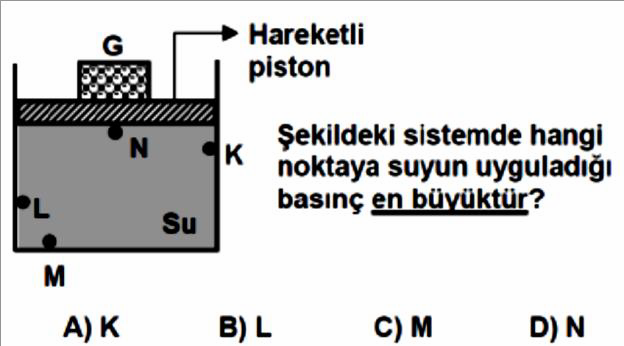 G
Hareketli
piston
N
K
L
Su
M
Şekildeki sistemde hangi
noktaya suyun uyguladığı
basınç en büyüktür?
A) K B) L C) M D) N